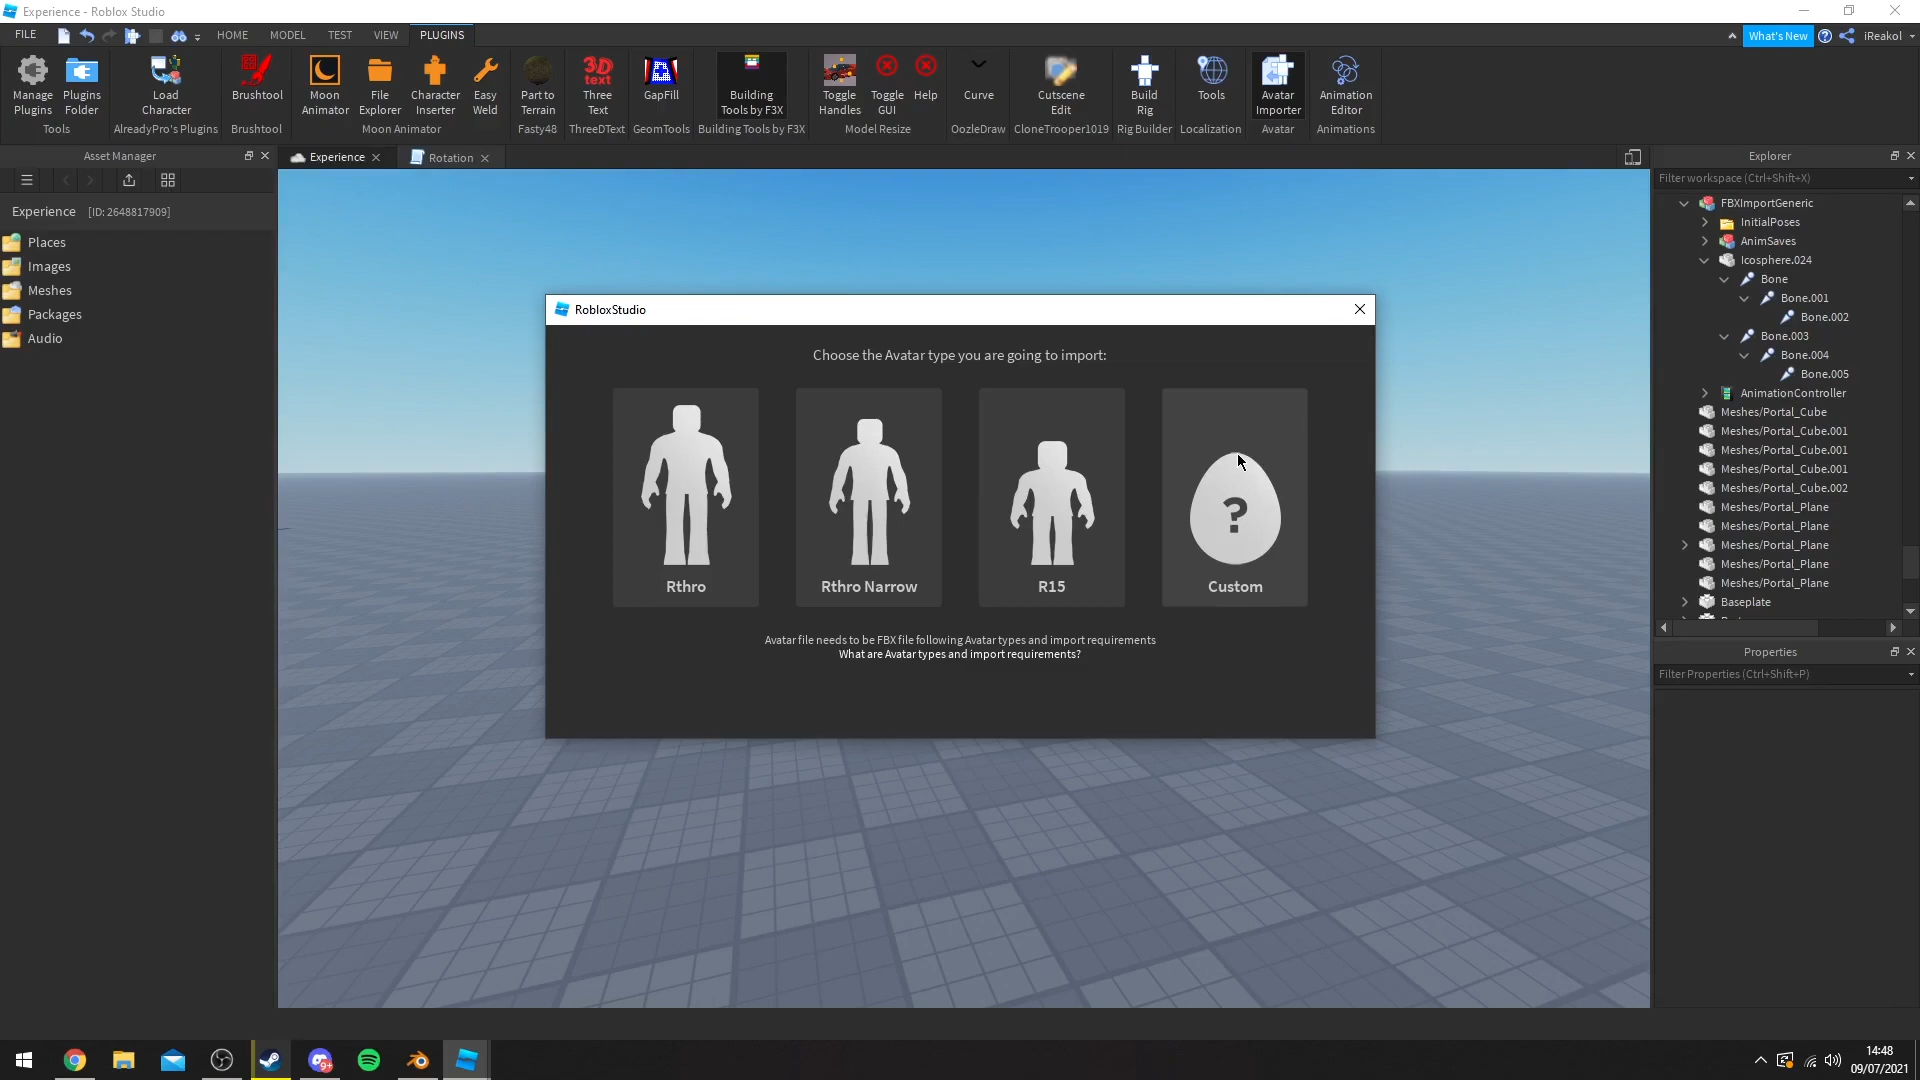 Experience - Roblox Studio
FILE HOME MODEL TEST VIEW PLUGINS What's New iReakol
Manage Plugins
Plugins Folder
Tools
Load Character
AlreadyPro's Plugins
Brushtool
Brushtool
Moon Animator
File Explorer
Character Inserter
Easy Weld
Moon Animator
Part to Terrain
Fasty48
3D text
Three Text
ThreeDText
GapFill
GeomTools
Building Tools by F3X
Building Tools by F3X
Toggle Handles
Toggle GUI
Help
Model Resize
Curve
OozleDraw
Cutscene Edit
CloneTrooper1019
Build Rig
Rig Builder
Tools
Localization
Avatar Importer
Avatar
Animation Editor
Animations
Asset Manager
Experience [ID: 2648817909]
Places
Images
Meshes
Packages
Audio
Experience
Rotation
RobloxStudio
Choose the Avatar type you are going to import:
Rthro
Rthro Narrow
R15
?
Custom
Avatar file needs to be FBX file following Avatar types and import requirements
What are Avatar types and import requirements?
Explorer
Filter workspace (Ctrl+Shift+X)
FBXImportGeneric
InitialPoses
AnimSaves
Icosphere.024
Bone
Bone.001
Bone.002
Bone.003
Bone.004
Bone.005
AnimationController
Meshes/Portal_Cube
Meshes/Portal_Cube.001
Meshes/Portal_Cube.001
Meshes/Portal_Cube.001
Meshes/Portal_Cube.002
Meshes/Portal_Plane
Meshes/Portal_Plane
Meshes/Portal_Plane
Meshes/Portal_Plane
Meshes/Portal_Plane
Baseplate
Properties
Filter Properties (Ctrl+Shift+P)
9+
14:48
09/07/2021